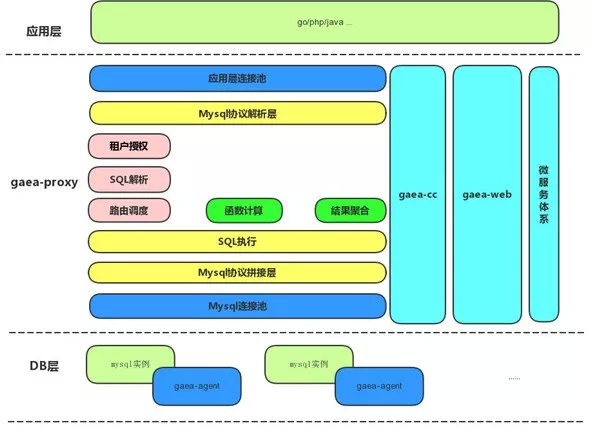 应用层
go/php/java ...
gaea-proxy
应用层连接池
Mysql协议解析层
租户授权
SQL解析
路由调度
函数计算
结果聚合
SQL执行
Mysql协议拼接层
Mysql连接池
gaea-cc
gaea-web
微服务体系
DB层
mysql实例
gaea-agent
mysql实例
gaea-agent
......